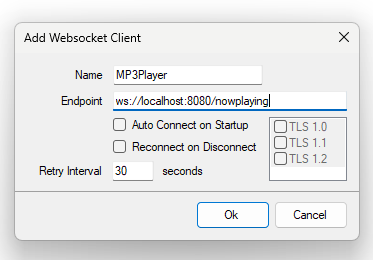 Add Websocket Client
Name MP3Player
Endpoint ws://localhost:8080/nowplaying
Auto Connect on Startup
Reconnect on Disconnect
TLS 1.0
TLS 1.1
TLS 1.2
Retry Interval 30 seconds
Ok Cancel